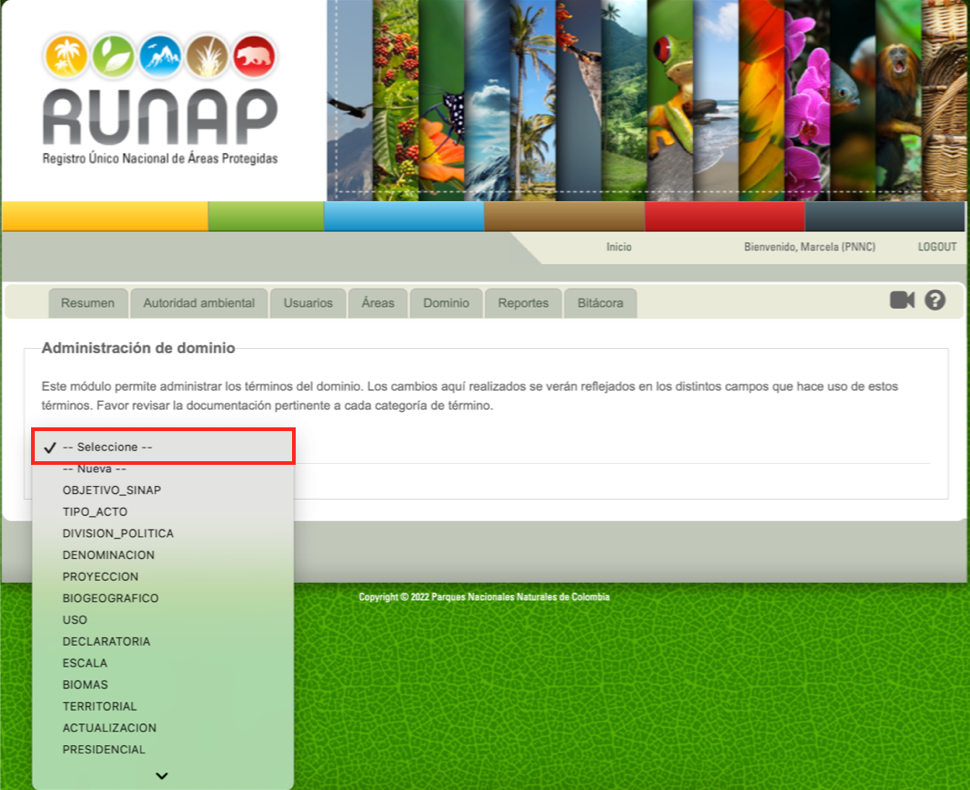 RUNAP
Registro Único Nacional de Áreas Protegidas
Inicio
Bienvenido, Marcela (PNNC)
LOGOUT
Resumen
Autoridad ambiental
Usuarios
Áreas
Dominio
Reportes
Bitácora
Administración de dominio
Este módulo permite administrar los términos del dominio. Los cambios aquí realizados se verán reflejados en los distintos campos que hace uso de estos
términos. Favor revisar la documentación pertinente a cada categoría de término.
-- Seleccione --
-- Nueva --
OBJETIVO_SINAP
TIPO_ACTO
DIVISION_POLITICA
DENOMINACION
PROYECCION
BIOGEOGRAFICO
USO
DECLARATORIA
ESCALA
BIOMAS
TERRITORIAL
ACTUALIZACION
PRESIDENCIAL
Copyright © 2022 Parques Nacionales Naturales de Colombia